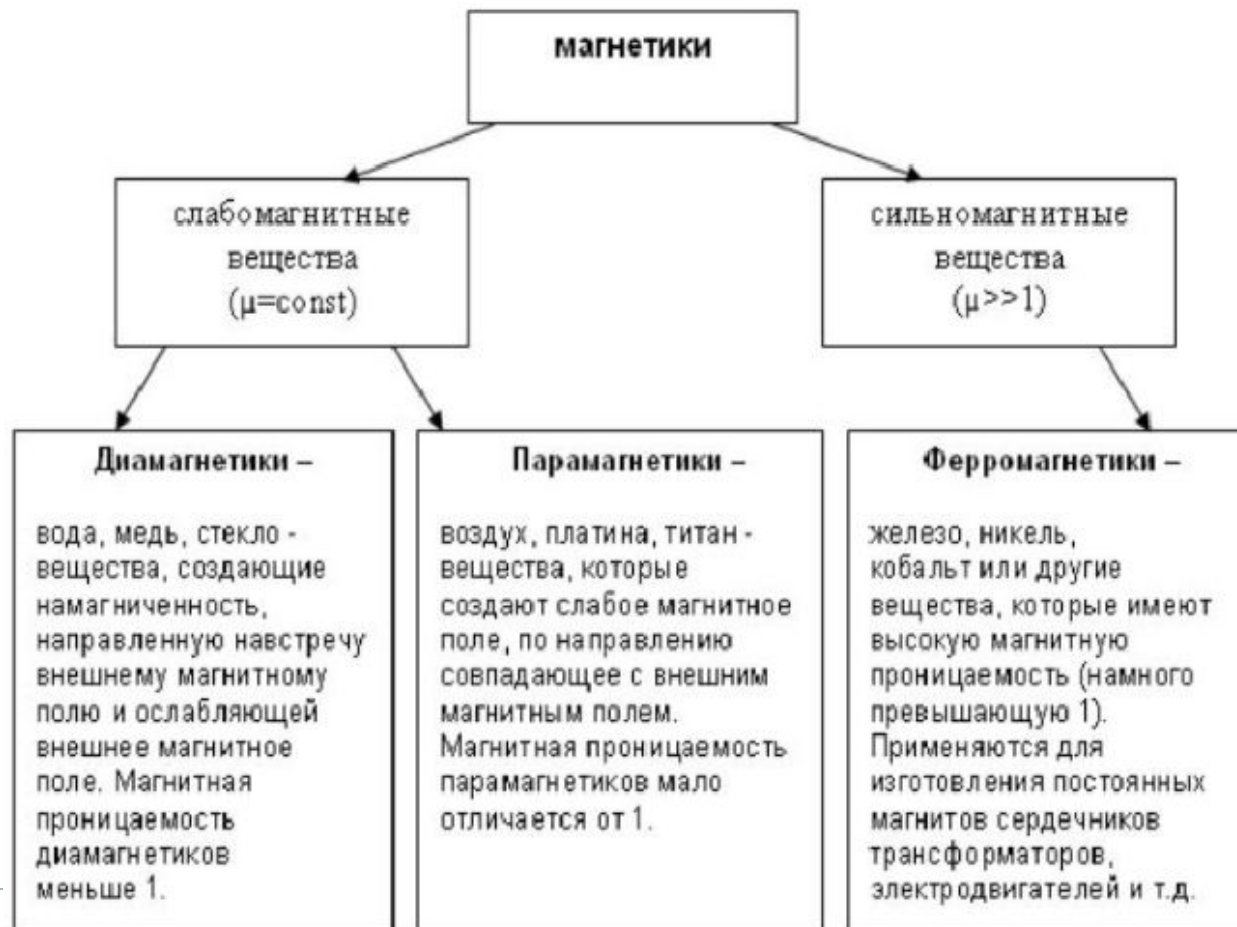 магнетики
слабомагнитные
вещества
(μ=const)
сильномагнитные
вещества
(μ>>1)
Диамагнетики –
вода, медь, стекло -
вещества, создающие
намагниченность,
направленную навстречу
внешнему магнитному
полю и ослабляющей
внешнее магнитное
поле. Магнитная
проницаемость
диамагнетиков
меньше 1.
Парамагнетики –
воздух, платина, титан -
вещества, которые
создают слабое магнитное
поле, по направлению
совпадающее с внешним
магнитным полем.
Магнитная проницаемость
парамагнетиков мало
отличается от 1.
Ферромагнетики –
железо, никель,
кобальт или другие
вещества, которые имеют
высокую магнитную
проницаемость (намного
превышающую 1).
Применяются для
изготовления постоянных
магнитов сердечников
трансформаторов,
электродвигателей и т.д.